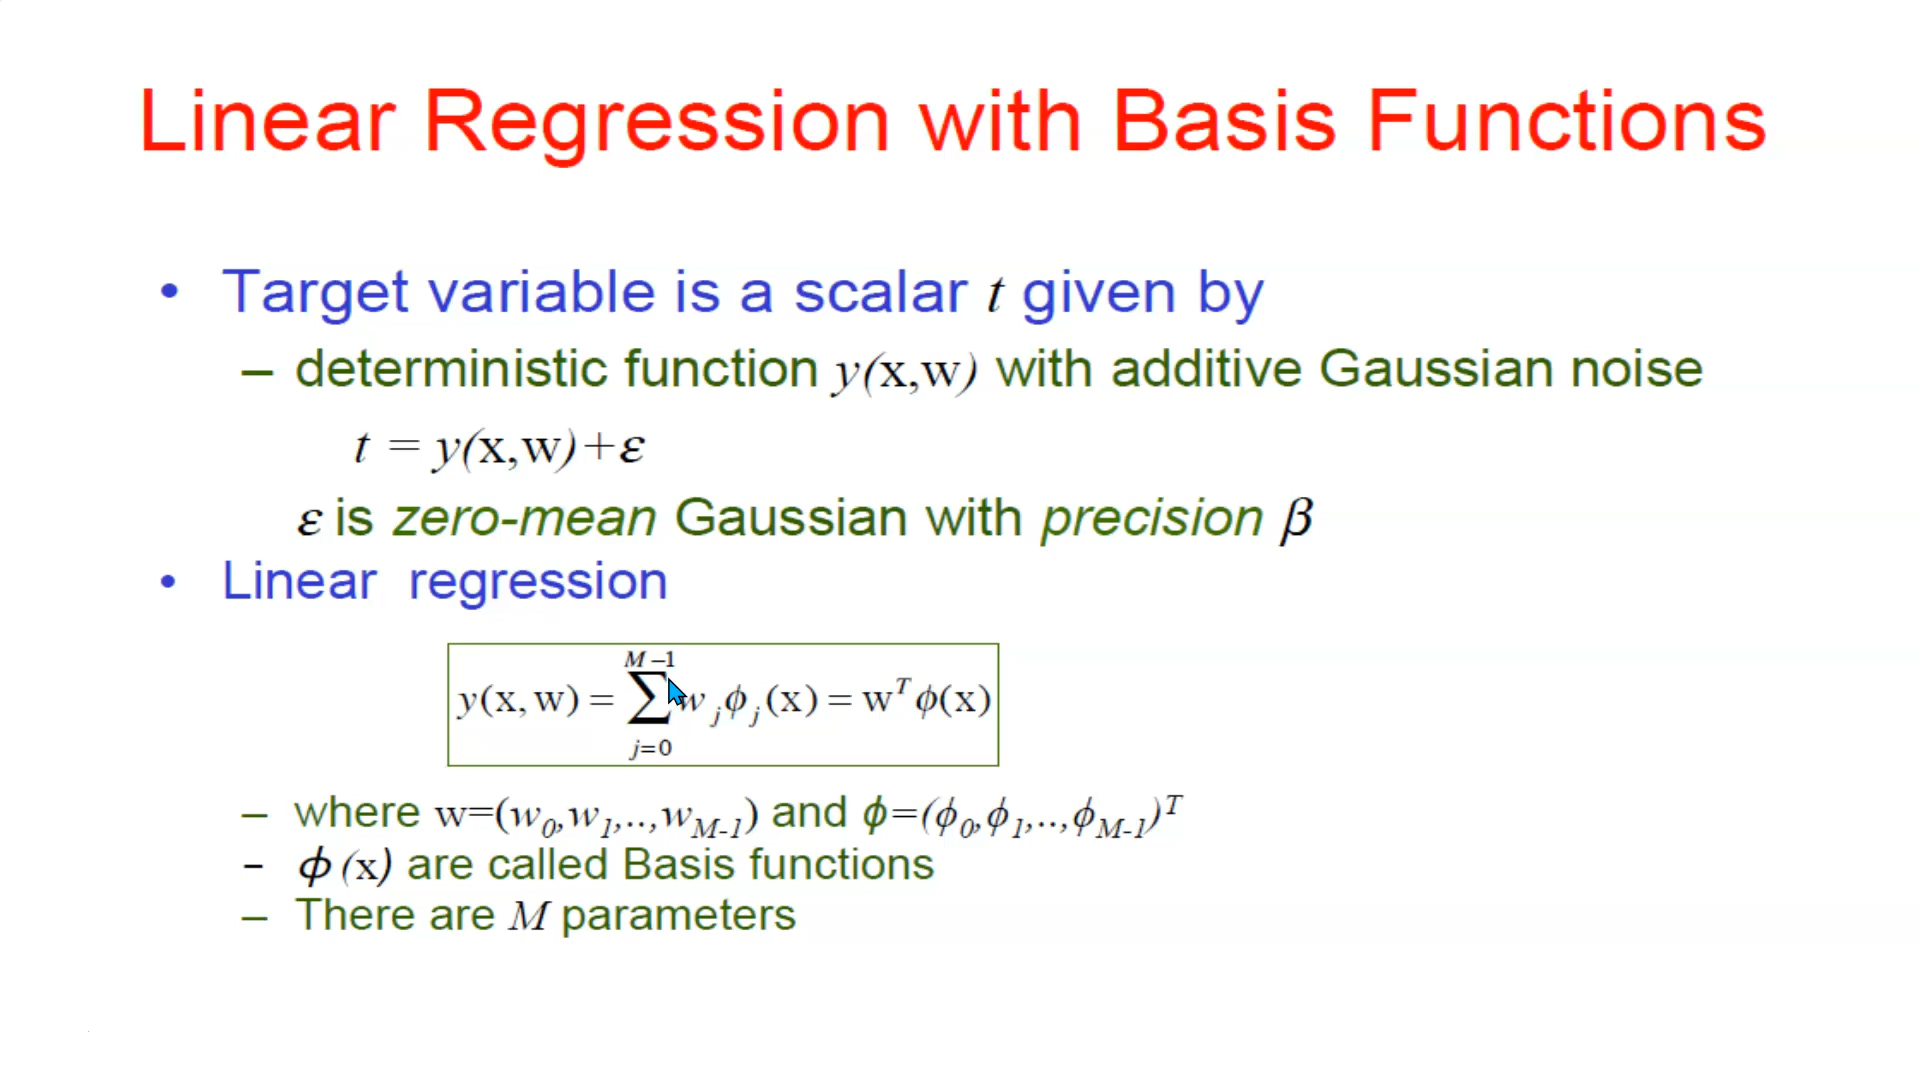 Linear Regression with Basis Functions
• Target variable is a scalar t given by
– deterministic function y(x,w) with additive Gaussian noise
t = y(x,w)+ε
ε is zero-mean Gaussian with precision β
• Linear regression
y(x, w) = ∑_{j=0}^{M−1} w_j ϕ_j(x) = w^T ϕ(x)
– where w=(w_0,w_1,..,w_{M-1}) and ϕ=(ϕ_0,ϕ_1,..,ϕ_{M-1})^T
- ϕ (x) are called Basis functions
– There are M parameters